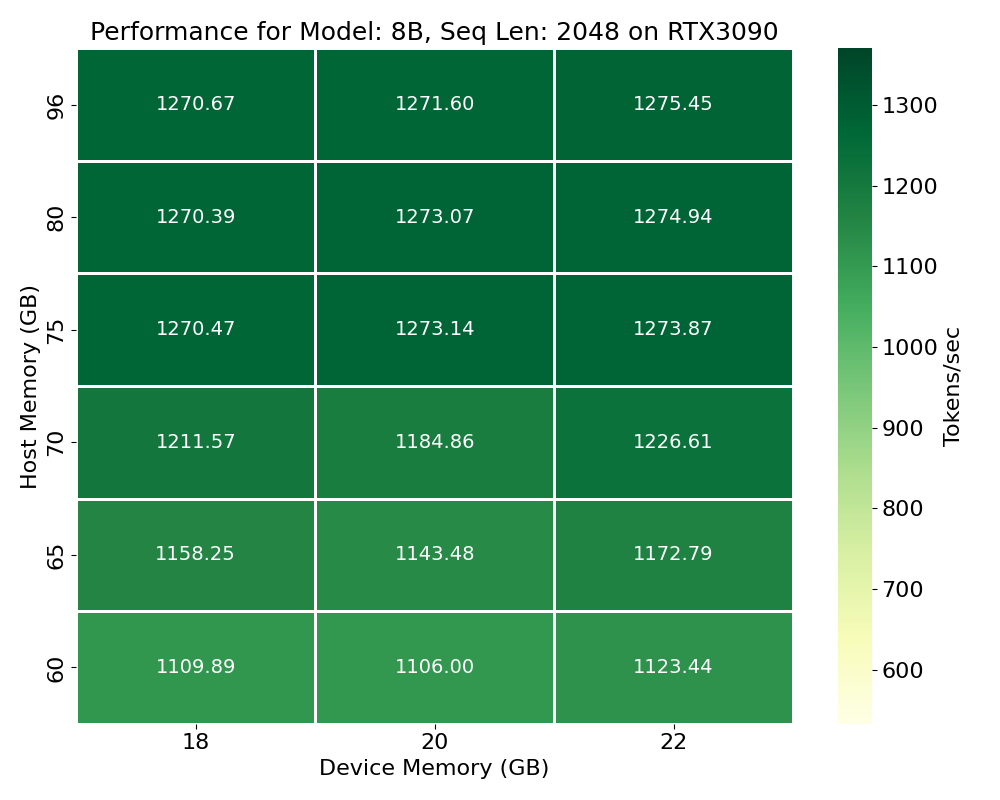 Performance for Model: 8B, Seq Len: 2048 on RTX3090
Host Memory (GB)
96 1270.67 1271.60 1275.45
80 1270.39 1273.07 1274.94
75 1270.47 1273.14 1273.87
70 1211.57 1184.86 1226.61
65 1158.25 1143.48 1172.79
60 1109.89 1106.00 1123.44
18 20 22
Device Memory (GB)
1300
1200
1100
1000
900
800
700
600
Tokens/sec